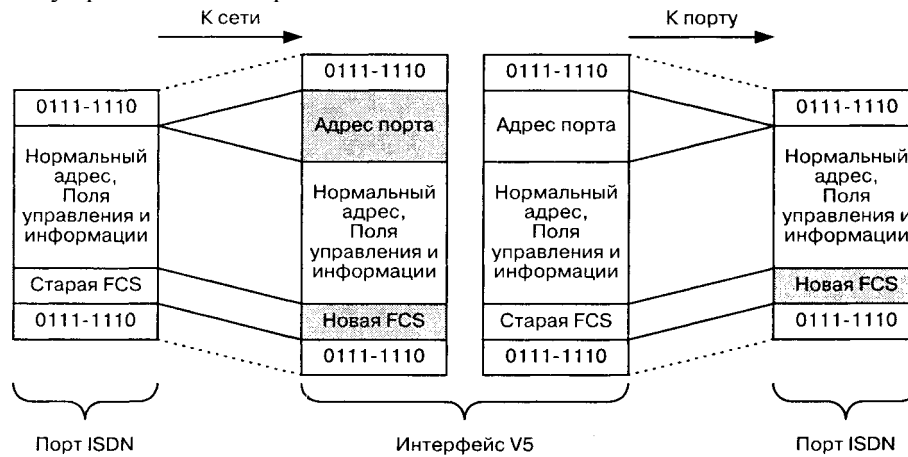 К сети
К порту
0111-1110
Нормальный
адрес,
Поля
управления и
информации
Старая FCS
0111-1110
0111-1110
Адрес порта
Нормальный
адрес,
Поля
управления и
информации
Новая FCS
0111-1110
0111-1110
Адрес порта
Нормальный
адрес,
Поля
управления и
информации
Старая FCS
0111-1110
0111-1110
Нормальный
адрес,
Поля
управления и
информации
Новая FCS
0111-1110
Порт ISDN
Интерфейс V5
Порт ISDN